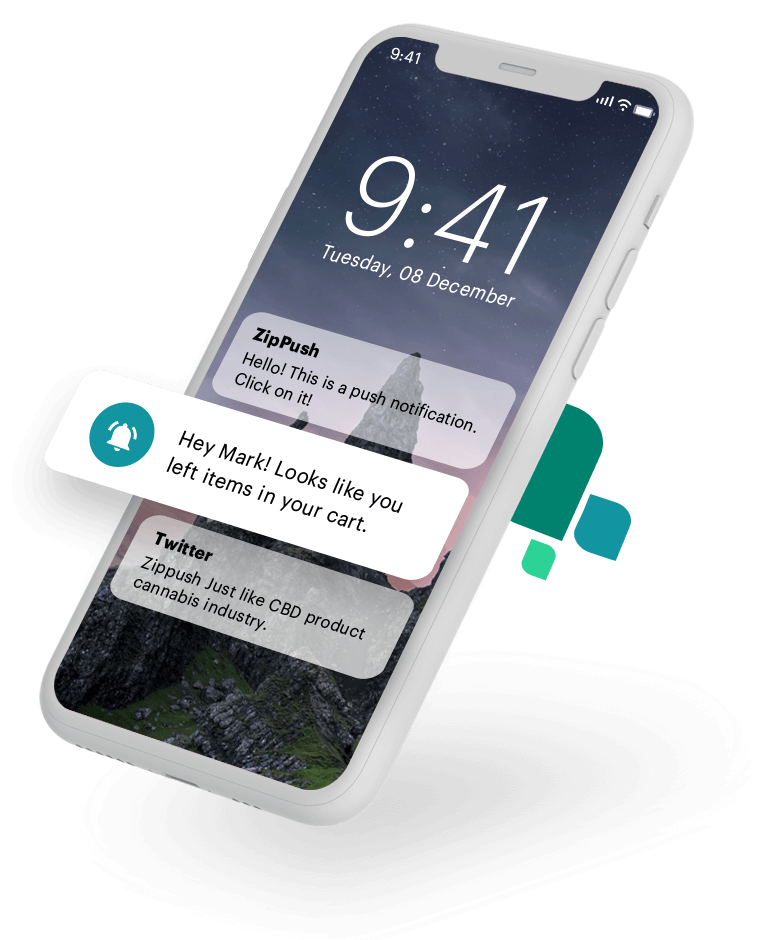 9:41
9:41
Tuesday, 08 December
ZipPush
Hello! This is a push notification.
Click on it!
Hey Mark! Looks like you
left items in your cart.
Twitter
Zippush Just like CBD product
cannabis industry.